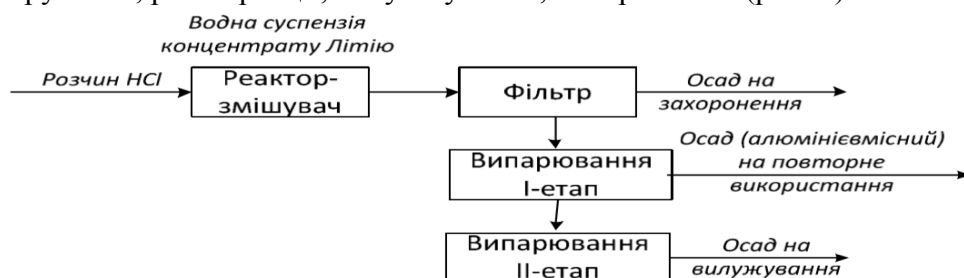 Водна суспензія
концентрату Літію
Розчин HCl
Реактор-
змішувач
Фільтр
Осад на
захоронення
Випарювання
I-етап
Осад (алюмінієвмісний)
на повторне
використання
Випарювання
II-етап
Осад на
вилужування